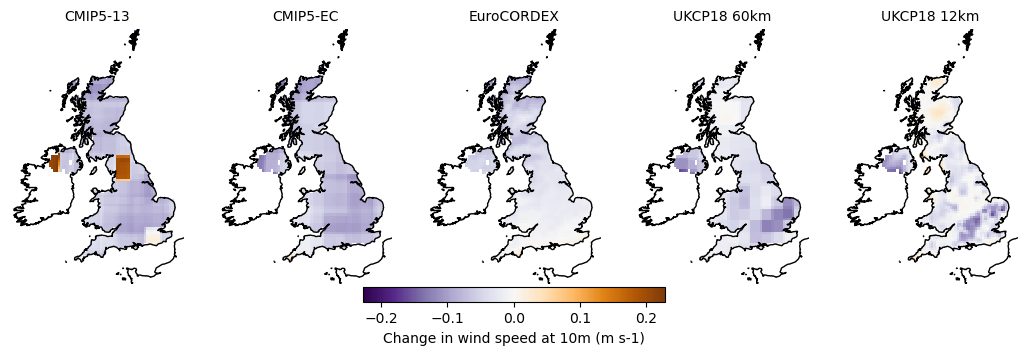 CMIP5-13 CMIP5-EC EuroCORDEX UKCP18 60km UKCP18 12km
−0.2 −0.1 0.0 0.1 0.2
Change in wind speed at 10m (m s-1)